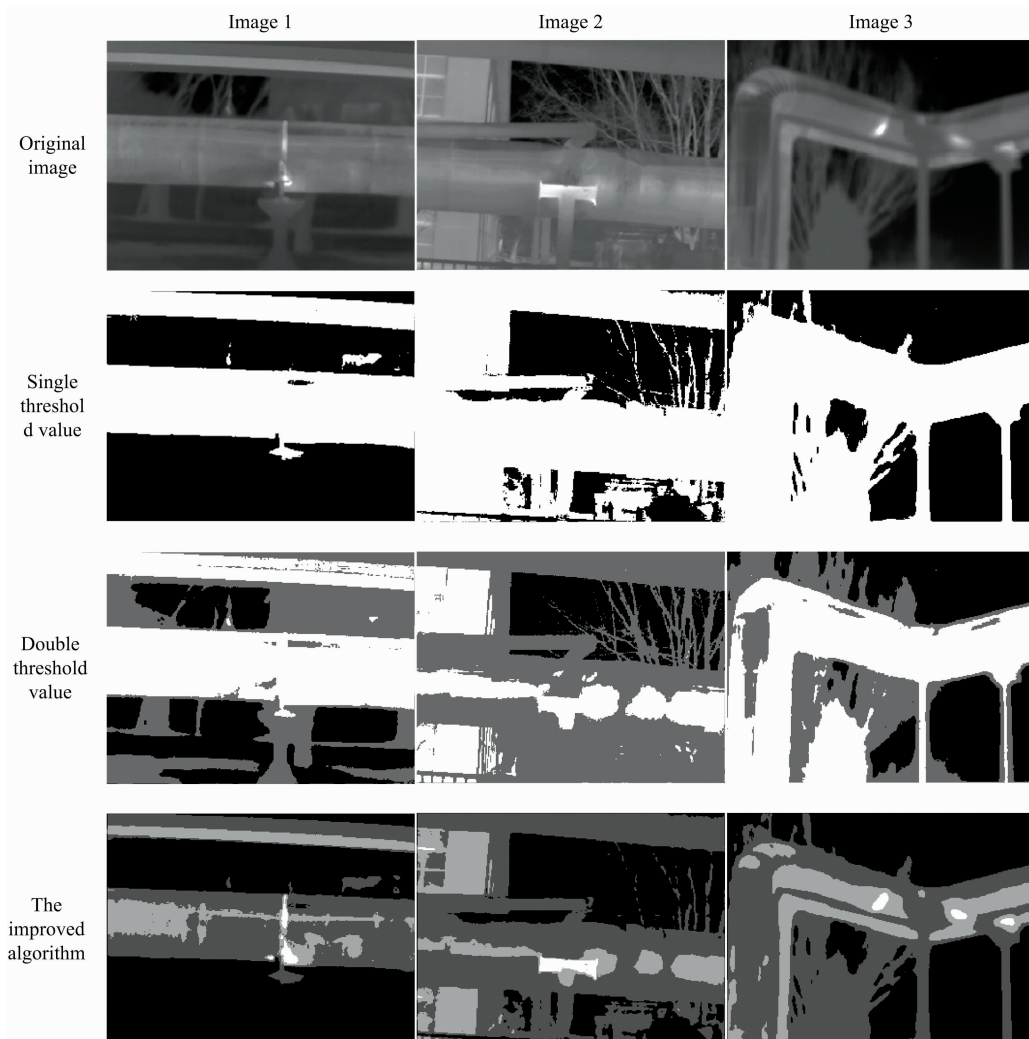 Image 1
Image 2
Image 3
Original
image
Single
threshol
d value
Double
threshold
value
The
improved
algorithm